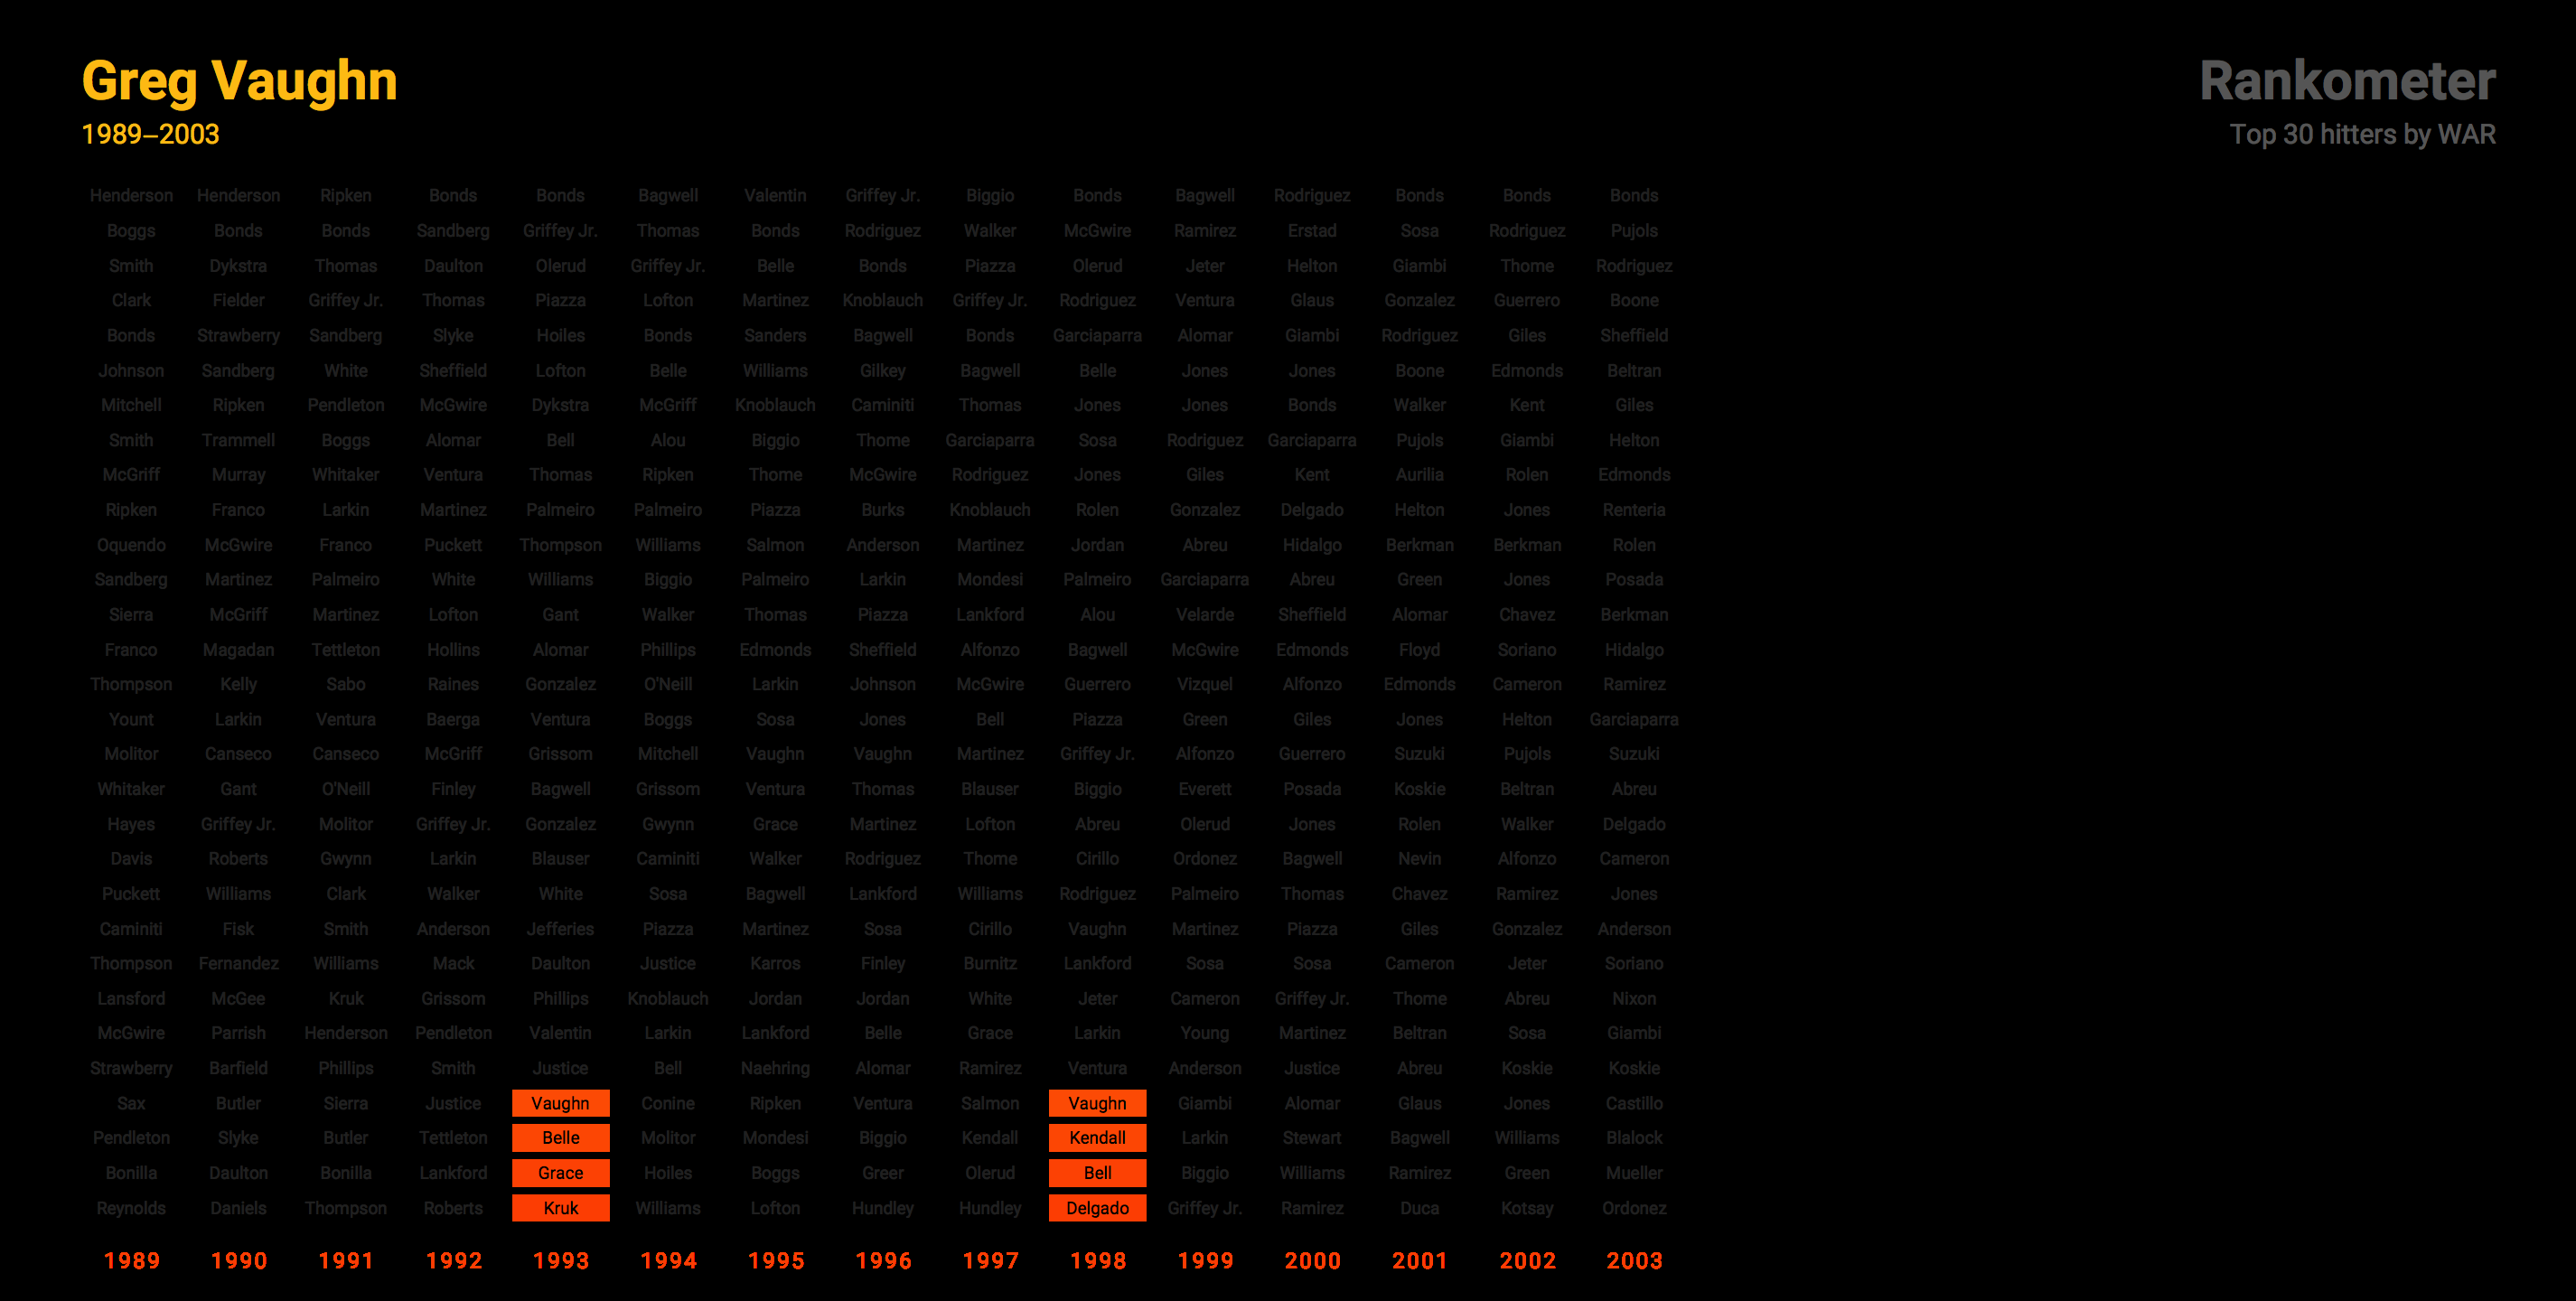 Greg Vaughn
1989–2003
Rankometer
Top 30 hitters by WAR
Henderson Henderson Ripken Bonds Bonds Bagwell Valentin Griffey Jr. Biggio Bonds Bagwell Rodriguez Bonds Bonds Bonds
Boggs Bonds Bonds Sandberg Griffey Jr. Thomas Bonds Rodriguez Walker McGwire Ramirez Erstad Sosa Rodriguez Pujols
Smith Dykstra Thomas Daulton Olerud Griffey Jr. Belle Bonds Piazza Olerud Jeter Helton Giambi Thome Rodriguez
Clark Fielder Griffey Jr. Thomas Piazza Lofton Martinez Knoblauch Griffey Jr. Rodriguez Ventura Glaus Gonzalez Guerrero Boone
Bonds Strawberry Sandberg Slyke Hoiles Bonds Sanders Bagwell Bonds Garciaparra Alomar Giambi Rodriguez Giles Sheffield
Johnson Sandberg White Sheffield Lofton Belle Williams Gilkey Bagwell Belle Jones Jones Boone Edmonds Beltran
Mitchell Ripken Pendleton McGwire Dykstra McGriff Knoblauch Caminiti Thomas Jones Jones Bonds Walker Kent Giles
Smith Trammell Boggs Alomar Bell Alou Biggio Thome Garciaparra Sosa Rodriguez Garciaparra Pujols Giambi Helton
McGriff Murray Whitaker Ventura Thomas Ripken Thome McGwire Rodriguez Jones Giles Kent Aurilia Rolen Edmonds
Ripken Franco Larkin Martinez Palmeiro Palmeiro Piazza Burks Knoblauch Rolen Gonzalez Delgado Helton Jones Renteria
Oquendo McGwire Franco Puckett Thompson Williams Salmon Anderson Martinez Jordan Abreu Hidalgo Berkman Berkman Rolen
Sandberg Martinez Palmeiro White Williams Biggio Palmeiro Larkin Mondesi Palmeiro Garciaparra Abreu Green Jones Posada
Sierra McGriff Martinez Lofton Gant Walker Thomas Piazza Lankford Alou Velarde Sheffield Alomar Chavez Berkman
Franco Magadan Tettleton Hollins Alomar Phillips Edmonds Sheffield Alfonzo Bagwell McGwire Edmonds Floyd Soriano Hidalgo
Thompson Kelly Sabo Raines Gonzalez O'Neill Larkin Johnson McGwire Guerrero Vizquel Alfonzo Edmonds Cameron Ramirez
Yount Larkin Ventura Baerga Ventura Boggs Sosa Jones Bell Piazza Green Giles Jones Helton Garciaparra
Molitor Canseco Canseco McGriff Grissom Mitchell Vaughn Vaughn Martinez Griffey Jr. Alfonzo Guerrero Suzuki Pujols Suzuki
Whitaker Gant O'Neill Finley Bagwell Grissom Ventura Thomas Blauser Biggio Everett Posada Koskie Beltran Abreu
Hayes Griffey Jr. Molitor Griffey Jr. Gonzalez Gwynn Grace Martinez Lofton Abreu Olerud Jones Rolen Walker Delgado
Davis Roberts Gwynn Larkin Blauser Caminiti Walker Rodriguez Thome Cirillo Ordonez Bagwell Nevin Alfonzo Cameron
Puckett Williams Clark Walker White Sosa Bagwell Lankford Williams Rodriguez Palmeiro Thomas Chavez Ramirez Jones
Caminiti Fisk Smith Anderson Jefferies Piazza Martinez Sosa Cirillo Vaughn Martinez Piazza Giles Gonzalez Anderson
Thompson Fernandez Williams Mack Daulton Justice Karros Finley Burnitz Lankford Sosa Sosa Cameron Jeter Soriano
Lansford McGee Kruk Grissom Phillips Knoblauch Jordan Jordan White Jeter Cameron Griffey Jr. Thome Abreu Nixon
McGwire Parrish Henderson Pendleton Valentin Larkin Lankford Belle Grace Larkin Young Martinez Beltran Sosa Giambi
Strawberry Barfield Phillips Smith Justice Bell Naehring Alomar Ramirez Ventura Anderson Justice Abreu Koskie Koskie
Sax Butler Sierra Justice Vaughn Conine Ripken Ventura Salmon Vaughn Giambi Alomar Glaus Jones Castillo
Pendleton Slyke Butler Tettleton Belle Molitor Mondesi Biggio Kendall Kendall Larkin Stewart Bagwell Williams Blalock
Bonilla Daulton Bonilla Lankford Grace Hoiles Boggs Greer Olerud Bell Biggio Williams Ramirez Green Mueller
Reynolds Daniels Thompson Roberts Kruk Williams Lofton Hundley Hundley Delgado Griffey Jr. Ramirez Duca Kotsay Ordonez
1989 1990 1991 1992 1993 1994 1995 1996 1997 1998 1999 2000 2001 2002 2003